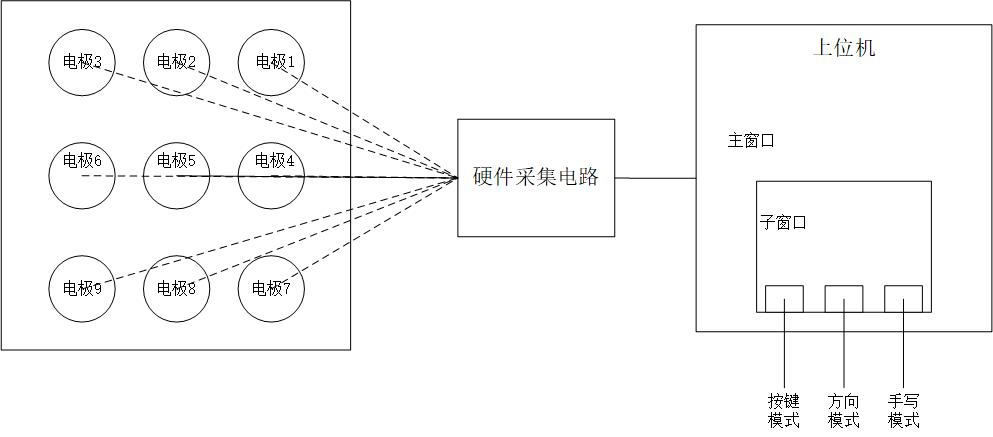 电极3
电极2
电极1
电极6
电极5
电极4
电极9
电极8
电极7
硬件采集电路
上位机
主窗口
子窗口
按键
模式
方向
模式
手写
模式